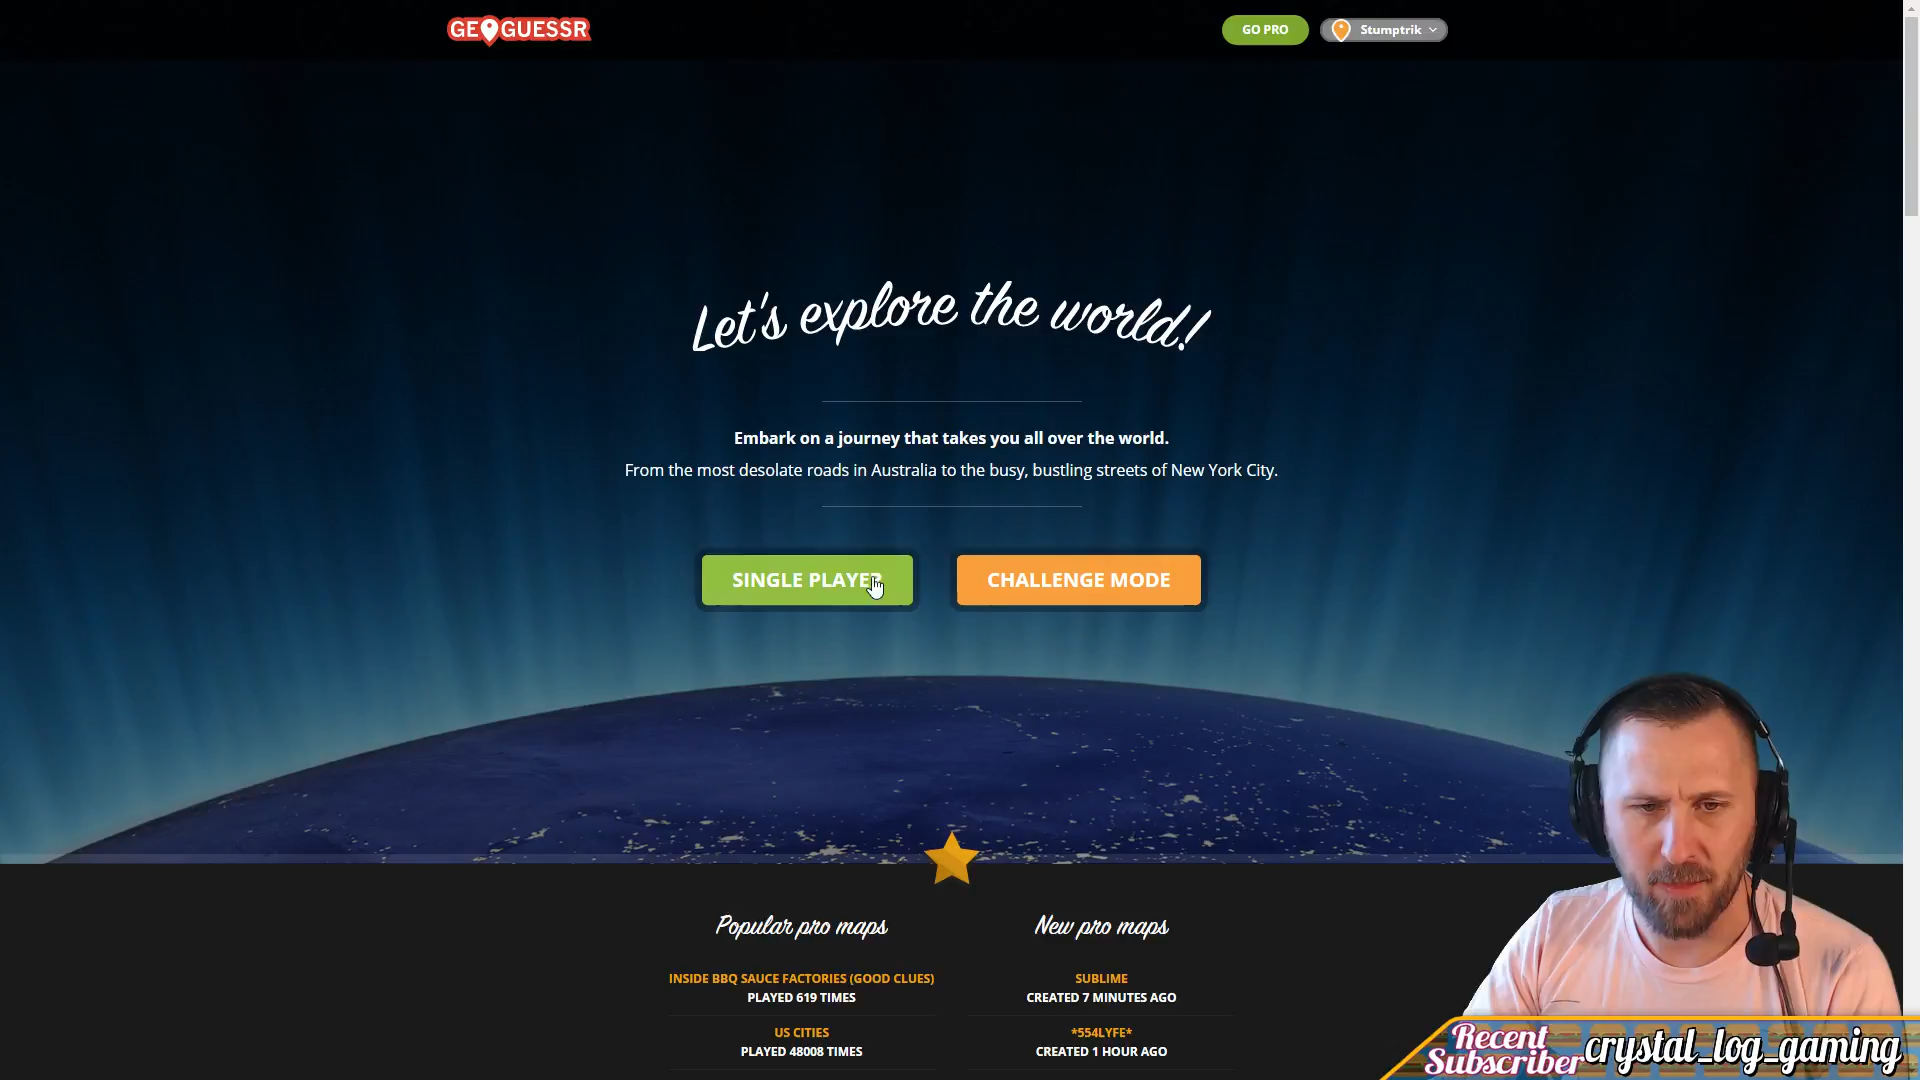 GEOGUESSR
GO PRO
Stumptrik
Let's explore the world!
Embark on a journey that takes you all over the world.
From the most desolate roads in Australia to the busy, bustling streets of New York City.
SINGLE PLAYER
CHALLENGE MODE
Popular pro maps
INSIDE BBQ SAUCE FACTORIES (GOOD CLUES)
PLAYED 619 TIMES
US CITIES
PLAYED 48008 TIMES
New pro maps
SUBLIME
CREATED 7 MINUTES AGO
*554LYFE*
CREATED 1 HOUR AGO
Recent
Subscriber
crystal_log_gaming